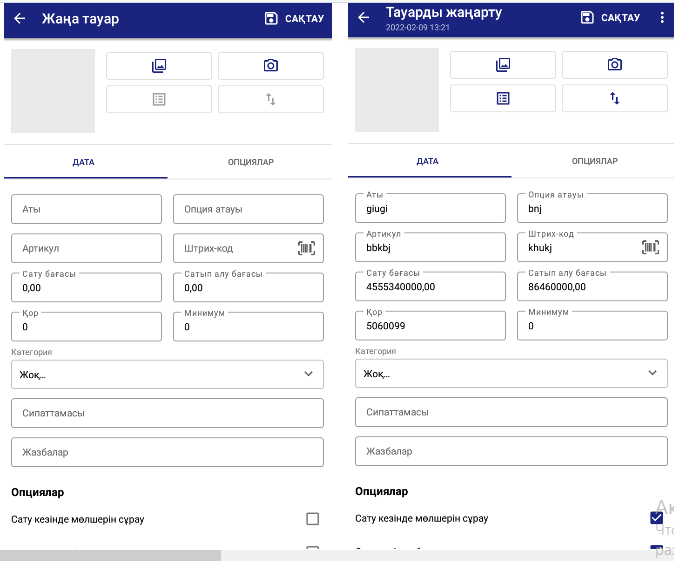 Жаңа тауар
САҚТАУ
ДАТА
ОПЦИЯЛАР
Аты
Опция атауы
Артикул
Штрих-код
Сату бағасы
0,00
Сатып алу бағасы
0,00
Қор
0
Минимум
0
Категория
Жоқ...
Сипаттамасы
Жазбалар
Опциялар
Сату кезінде мөлшерін сұрау
Тауарды жаңарту
2022-02-09 13:21
САҚТАУ
ДАТА
ОПЦИЯЛАР
Аты
giugi
Опция атауы
bnj
Артикул
bbkbj
Штрих-код
khukj
Сату бағасы
4555340000,00
Сатып алу бағасы
86460000,00
Қор
5060099
Минимум
0
Категория
Жоқ...
Сипаттамасы
Жазбалар
Опциялар
Сату кезінде мөлшерін сұрау